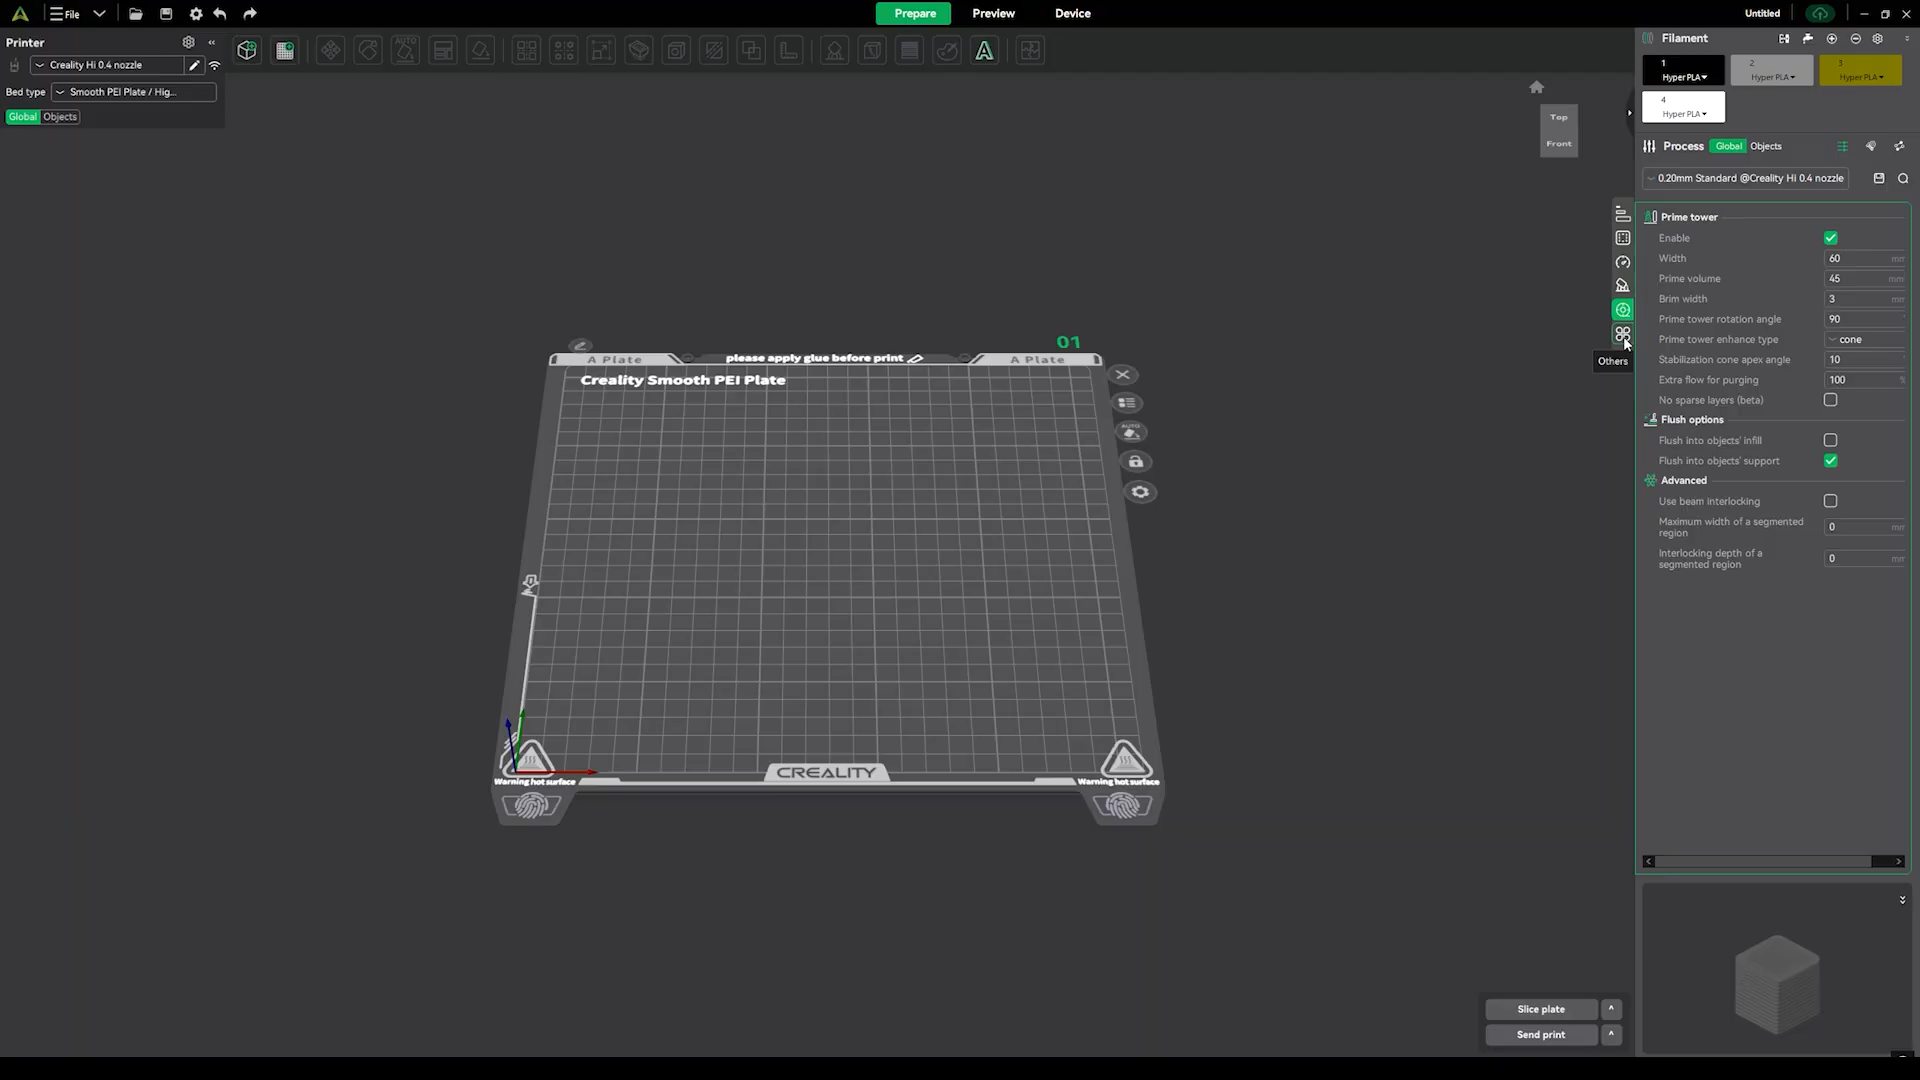 File
Prepare
Preview
Device
Untitled
Printer
Creality Hi 0.4 nozzle
Bed type
Smooth PEI Plate / Hig...
Global
Objects
AUTO
Top
Front
01
A Plate
please apply glue before print
A Plate
Creality Smooth PEI Plate
AUTO
CREALITY
Warning hot surface
Warning hot surface
Others
Slice plate
Send print
Filament
1
Hyper PLA
2
Hyper PLA
3
Hyper PLA
4
Hyper PLA
Process
Global
Objects
0.20mm Standard @Creality Hi 0.4 nozzle
Prime tower
Enable
Width
60
mm
Prime volume
45
mm
Brim width
3
mm
Prime tower rotation angle
90
Prime tower enhance type
cone
Stabilization cone apex angle
10
Extra flow for purging
100
%
No sparse layers (beta)
Flush options
Flush into objects' infill
Flush into objects' support
Advanced
Use beam interlocking
Maximum width of a segmented
region
0
mm
Interlocking depth of a
segmented region
0
mm